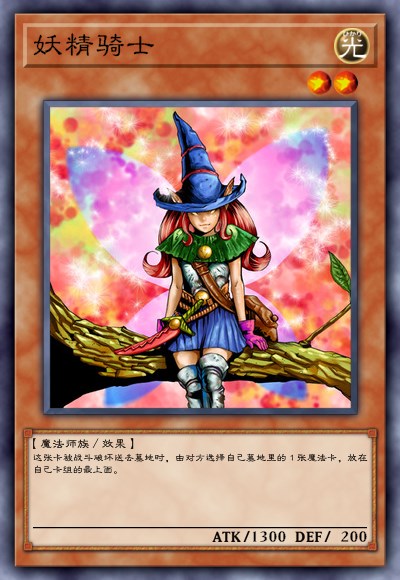 妖精骑士
光
【魔法师族／效果】
这张卡被战斗破坏送去墓地时，由对方选择自己墓地里的1张魔法卡，放在
自己卡组的最上面。
ATK/1300 DEF/ 200